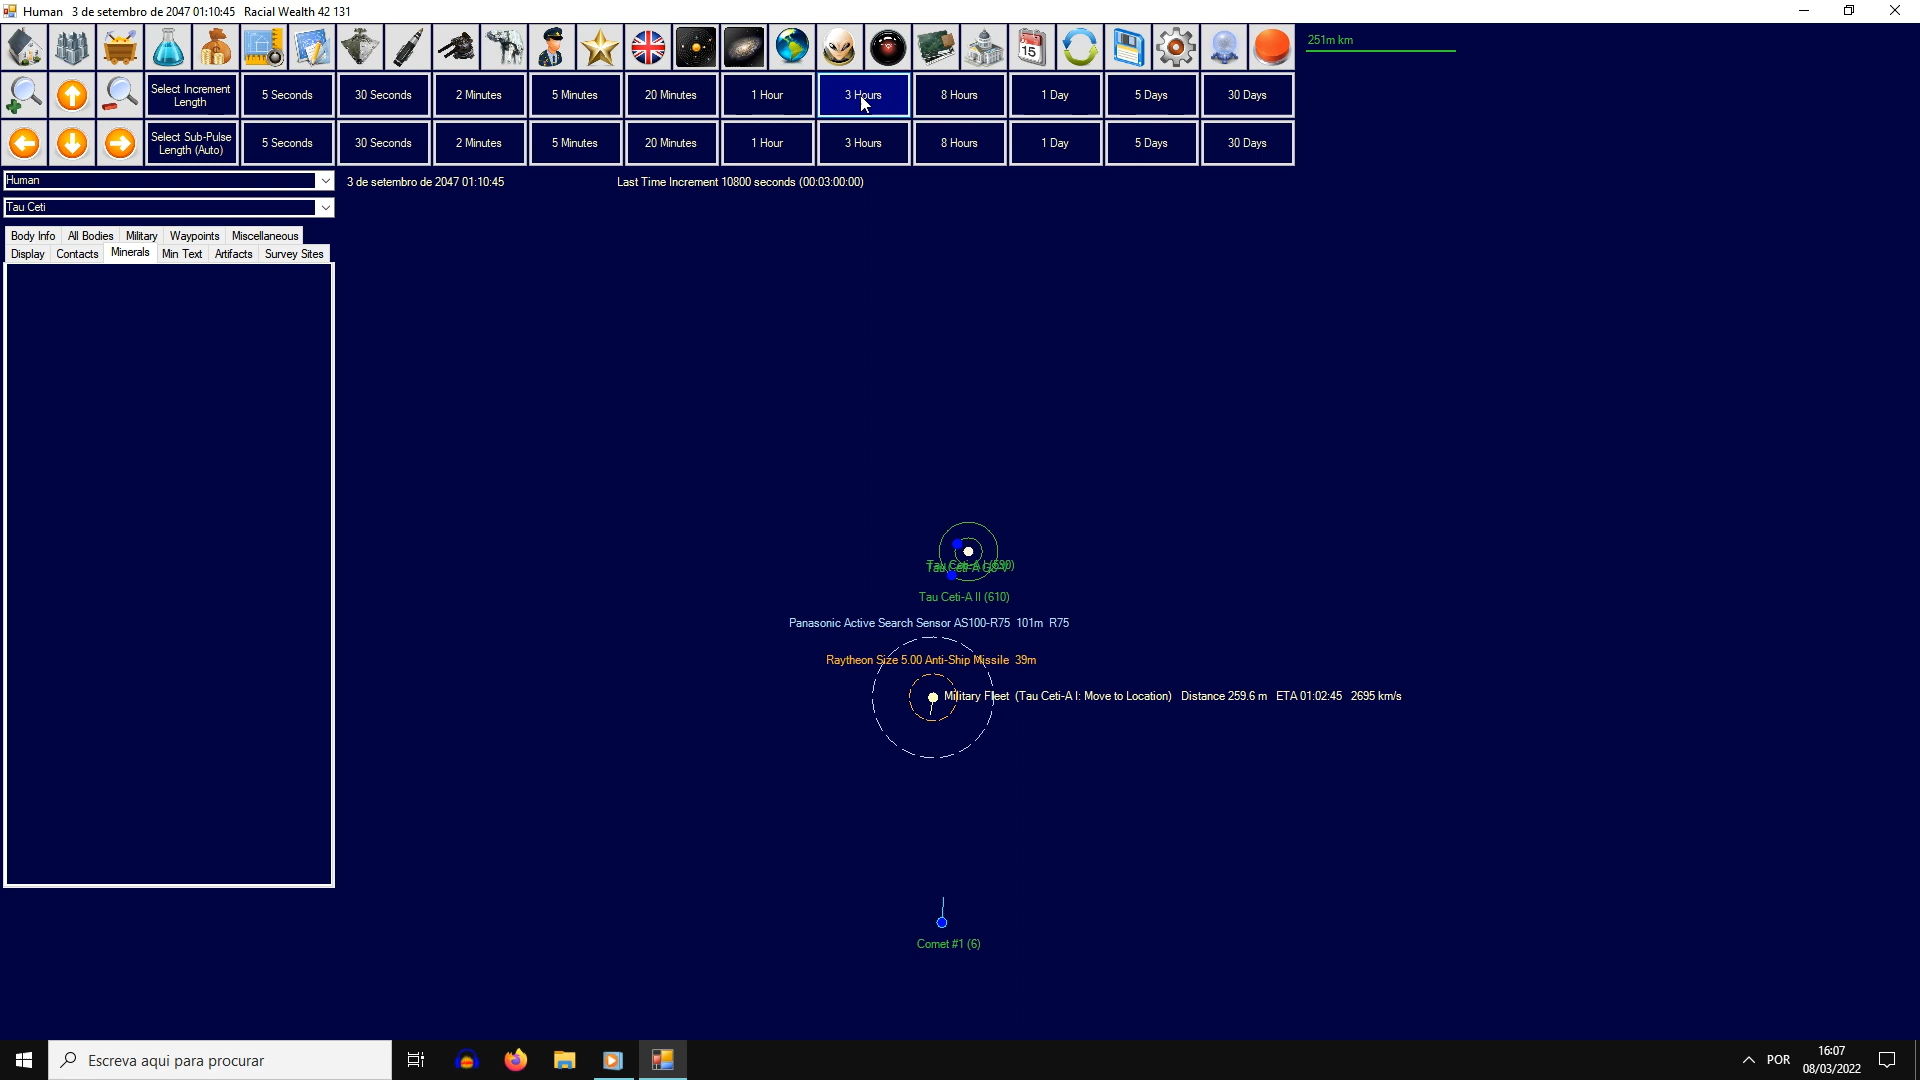 Human   3 de setembro de 2047 01:10:45   Racial Wealth 42 131
15
251m km
Select Increment Length
5 Seconds
30 Seconds
2 Minutes
5 Minutes
20 Minutes
1 Hour
3 Hours
8 Hours
1 Day
5 Days
30 Days
Select Sub-Pulse Length (Auto)
5 Seconds
30 Seconds
2 Minutes
5 Minutes
20 Minutes
1 Hour
3 Hours
8 Hours
1 Day
5 Days
30 Days
Human
3 de setembro de 2047 01:10:45
Last Time Increment 10800 seconds (00:03:00:00)
Tau Ceti
Body Info   All Bodies   Military   Waypoints   Miscellaneous
Display   Contacts   Minerals   Min Text   Artifacts   Survey Sites
Tau Ceti-A II (610)
Panasonic Active Search Sensor AS100-R75  101m  R75
Raytheon Size 5.00 Anti-Ship Missile  39m
Military Fleet  (Tau Ceti-A I: Move to Location)   Distance 259.6 m   ETA 01:02:45   2695 km/s
Comet #1 (6)
Escreva aqui para procurar
POR
16:07
08/03/2022